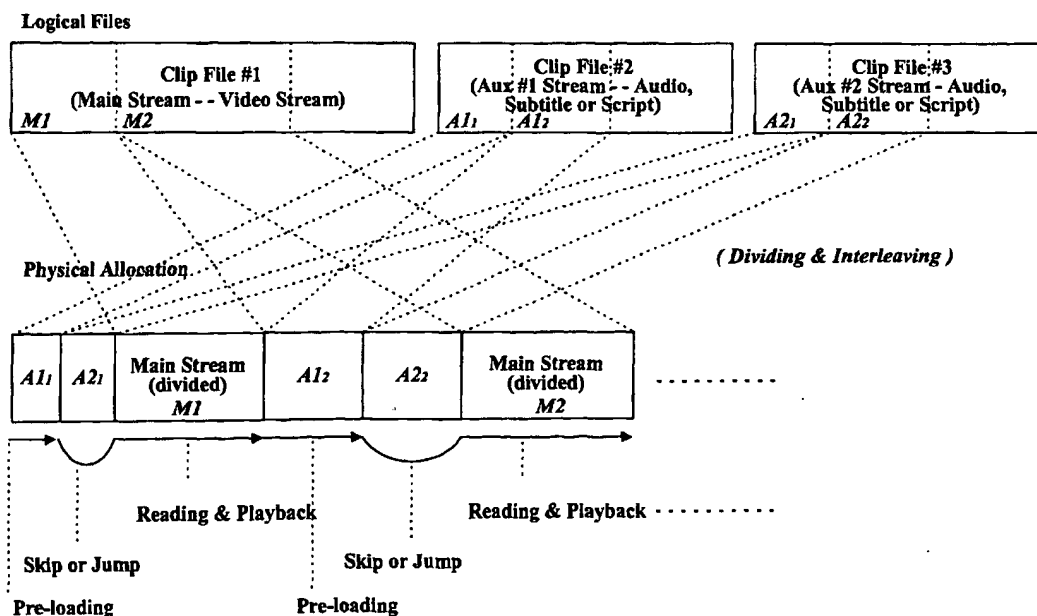 Logical Files
Clip File #1
(Main Stream - - Video Stream)
M1
M2
Clip File #2
(Aux #1 Stream - - Audio,
Subtitle or Script)
A11
A12
Clip File #3
(Aux #2 Stream - Audio,
Subtitle or Script)
A21
A22
Physical Allocation
( Dividing & Interleaving )
A11
A21
Main Stream
(divided)
M1
A12
A22
Main Stream
(divided)
M2
Reading & Playback
Reading & Playback
Skip or Jump
Skip or Jump
Pre-loading
Pre-loading